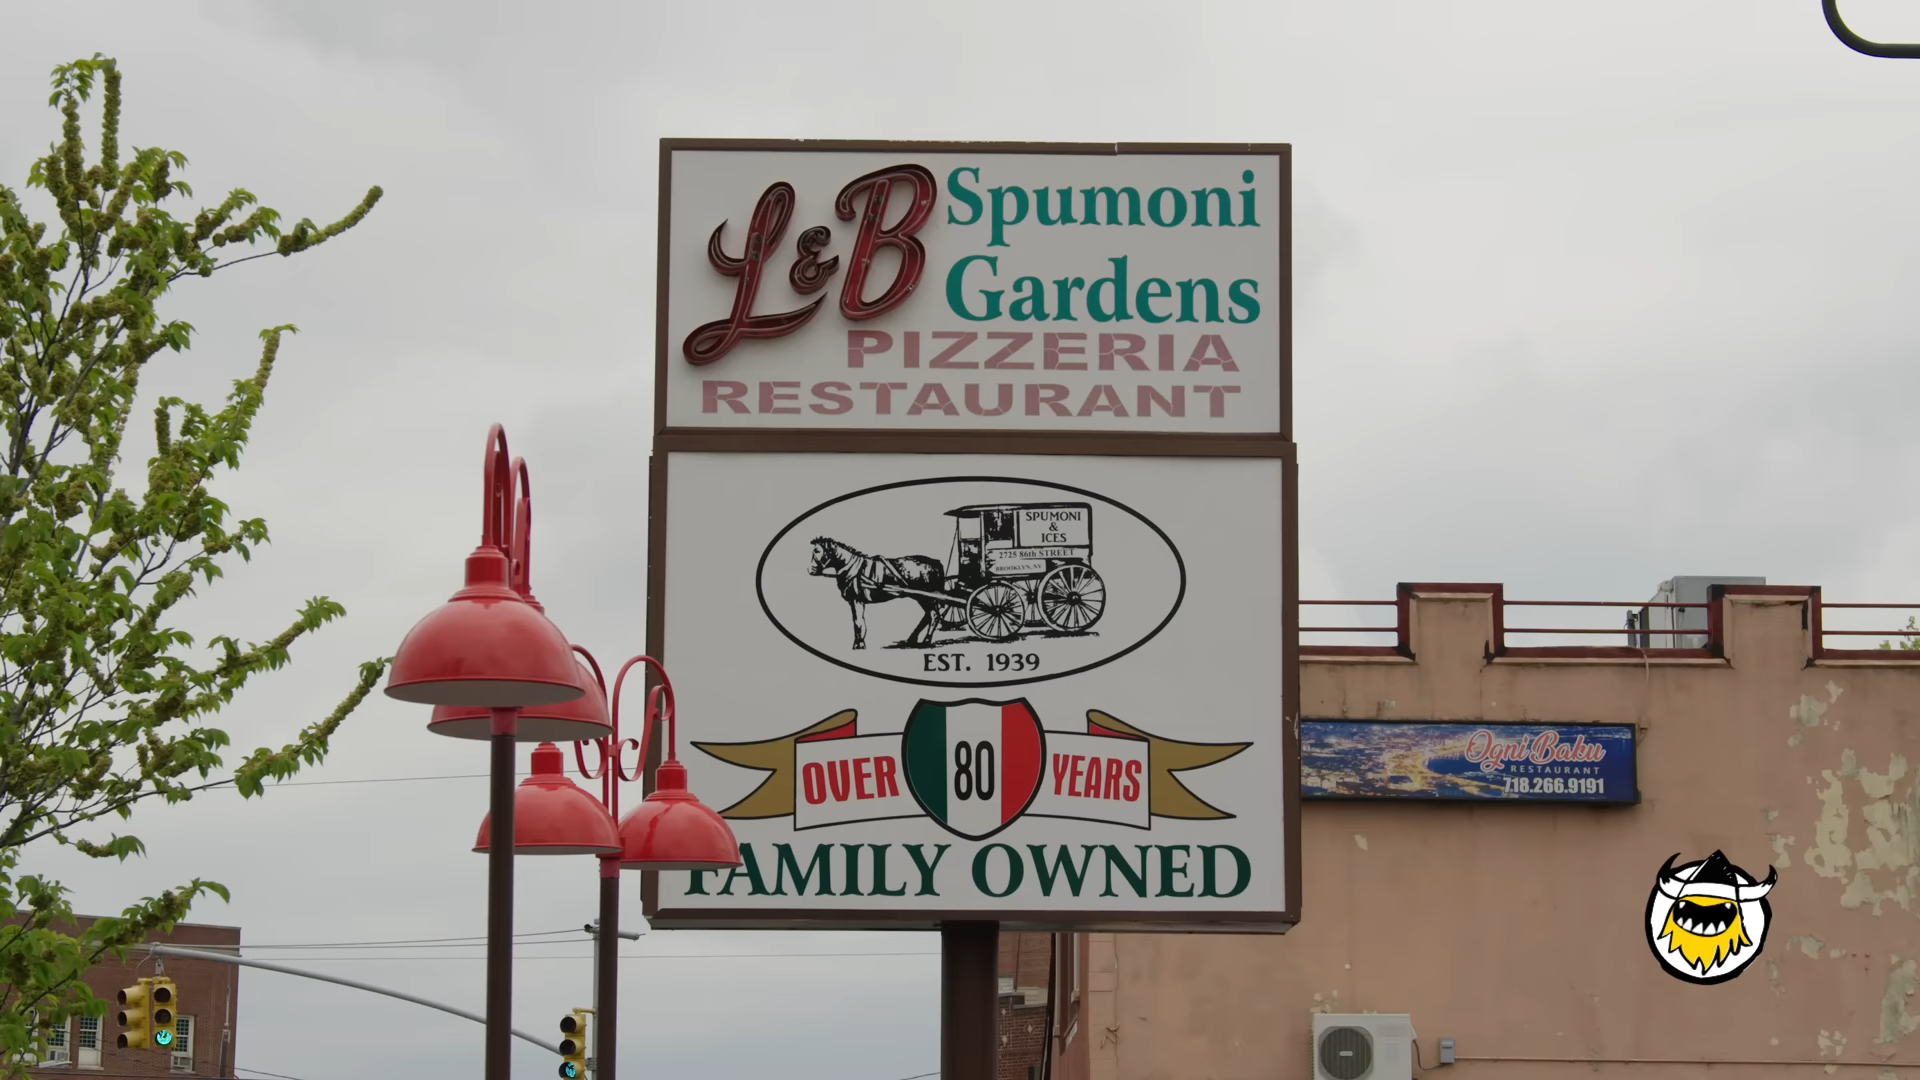 L&B Spumoni
Gardens
PIZZERIA
RESTAURANT
SPUMONI
&
ICES
2725 86th STREET
BROOKLYN, NY
EST. 1939
OVER 80 YEARS
FAMILY OWNED
Ogni Baku
RESTAURANT
718.266.9191